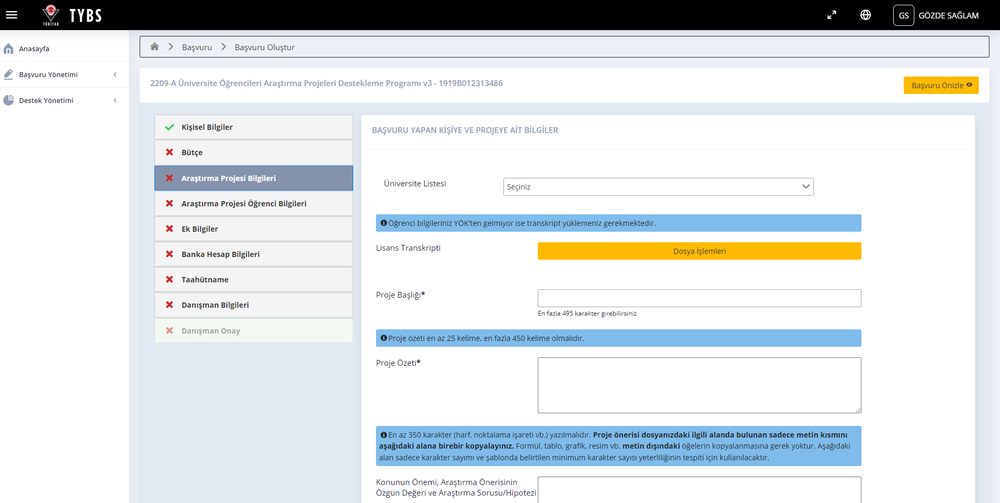 TÜBİTAK
TYBS
GS
GÖZDE SAĞLAM
Anasayfa
Başvuru Yönetimi
Destek Yönetimi
Başvuru
Başvuru Oluştur
2209-A Üniversite Öğrencileri Araştırma Projeleri Destekleme Programı v3 - 1919B012313486
Başvuru Önizle
Kişisel Bilgiler
Bütçe
Araştırma Projesi Bilgileri
Araştırma Projesi Öğrenci Bilgileri
Ek Bilgiler
Banka Hesap Bilgileri
Taahütname
Danışman Bilgileri
Danışman Onay
BAŞVURU YAPAN KİŞİYE VE PROJEYE AİT BİLGİLER
Üniversite Listesi
Seçiniz
Öğrenci bilgileriniz YÖK'ten gelmiyor ise transkript yüklemeniz gerekmektedir.
Lisans Transkripti
Dosya İşlemleri
Proje Başlığı*
En fazla 495 karakter girebilirsiniz
Proje özeti en az 25 kelime, en fazla 450 kelime olmalıdır.
Proje Özeti*
En az 350 karakter (harf, noktalama işareti vb.) yazılmalıdır. Proje önerisi dosyanızdaki ilgili alanda bulunan sadece metin kısmını
aşağıdaki alana birebir kopyalayınız. Formül, tablo, grafik, resim vb. metin dışındaki öğelerin kopyalanmasına gerek yoktur. Aşağıdaki
alan sadece karakter sayımı ve şablonda belirtilen minimum karakter sayısı yeterliliğinin tespiti için kullanılacaktır.
Konunun Önemi, Araştırma Önerisinin
Özgün Değeri ve Araştırma Sorusu/Hipotezi